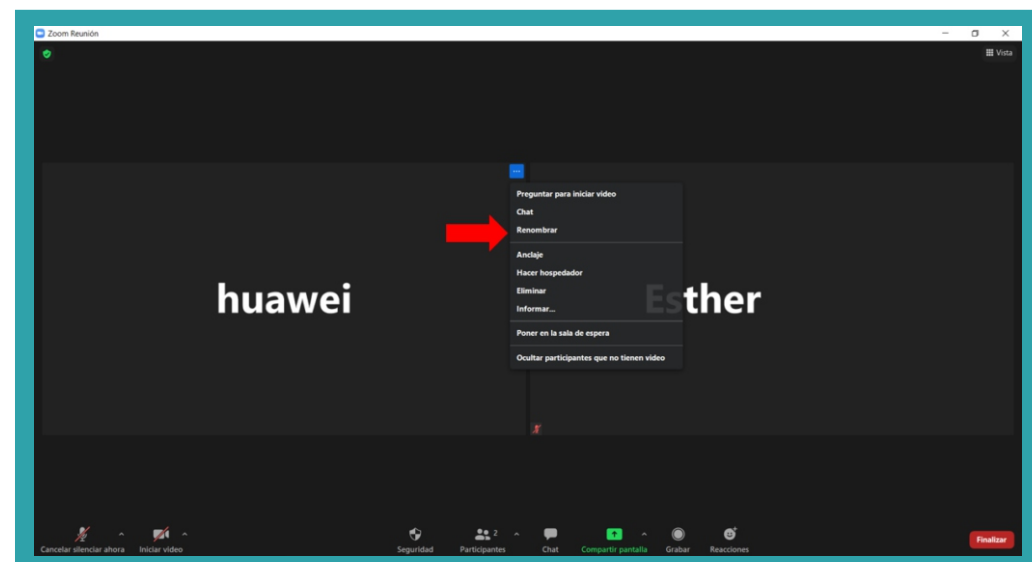 Zoom Reunión
Vista
Preguntar para iniciar video
Chat
Renombrar
Anclaje
Hacer hospedador
Eliminar
Informar...
Poner en la sala de espera
Ocultar participantes que no tienen video
huawei
Esther
Cancelar silenciar ahora
Iniciar video
Seguridad
2
Participantes
Chat
Compartir pantalla
Grabar
Reacciones
Finalizar